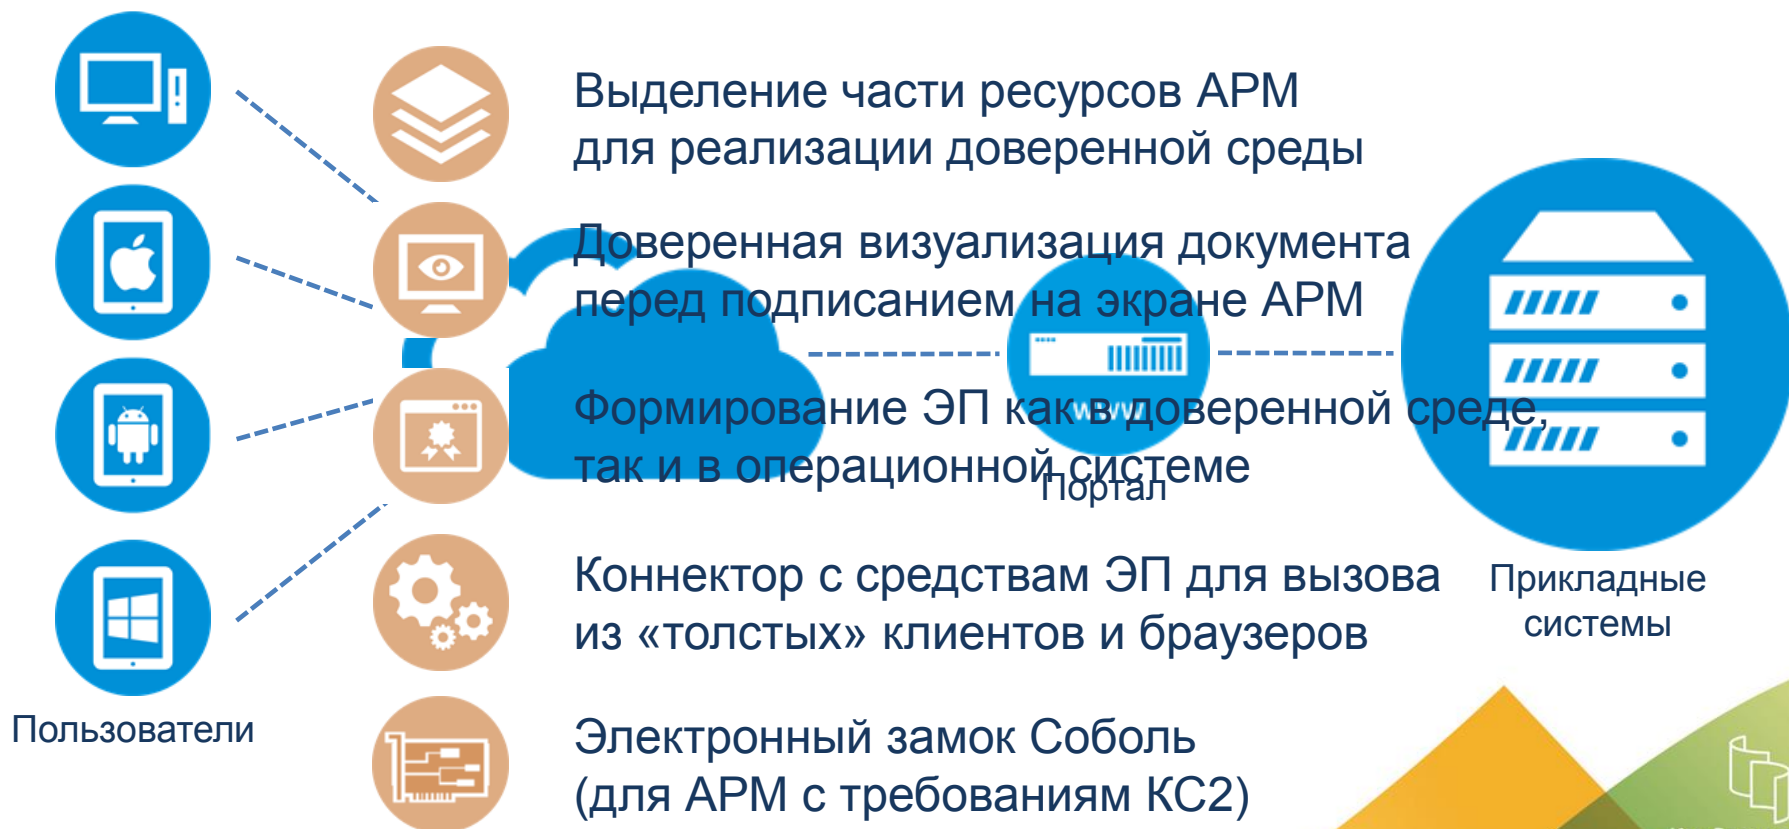 Выделение части ресурсов АРМ
для реализации доверенной среды
Доверенная визуализация документа
перед подписанием на экране АРМ
Формирование ЭП как в доверенной среде,
так и в операционной системе
www
Портал
Коннектор с средствам ЭП для вызова
из «толстых» клиентов и браузеров
Прикладные
системы
Пользователи
Электронный замок Соболь
(для АРМ с требованиям КС2)